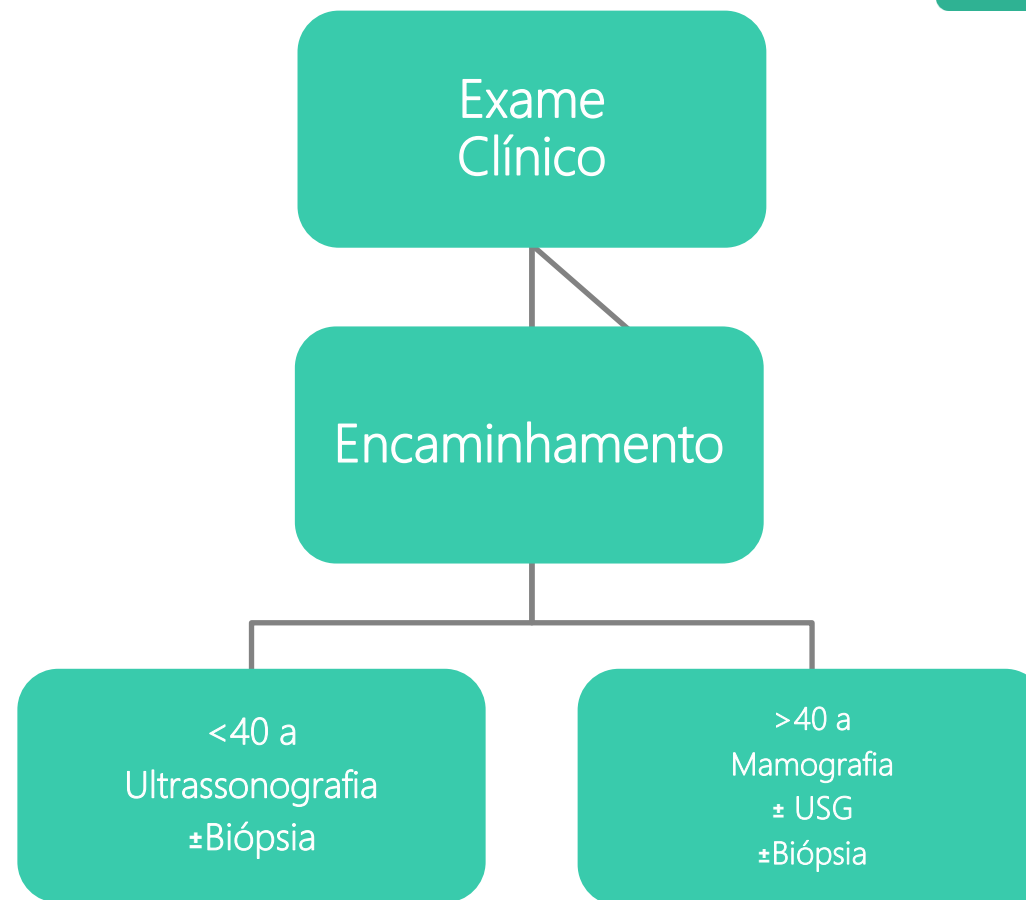 Exame
Clínico
Encaminhamento
<40 a
Ultrassonografia
±Biópsia
>40 a
Mamografia
± USG
±Biópsia